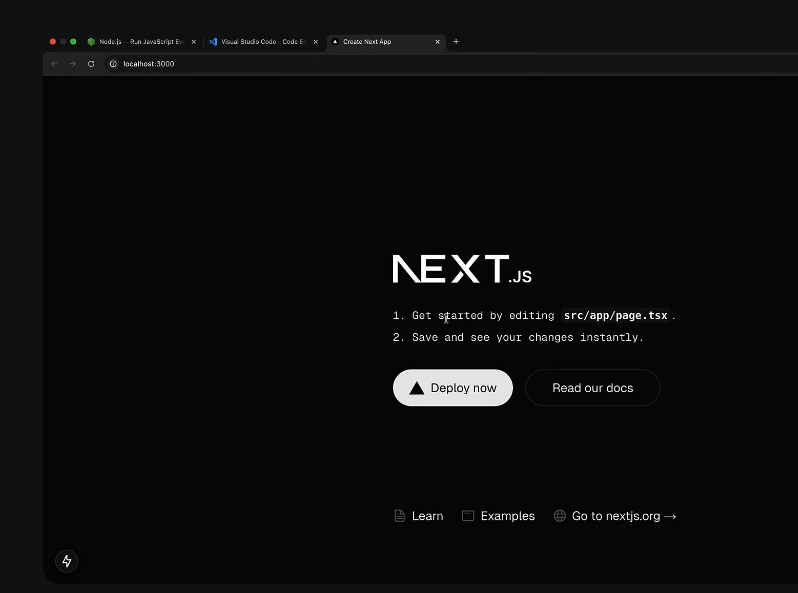 Node.js — Run JavaScript Ev
Visual Studio Code - Code E
Create Next App
localhost:3000
NEXT.JS
1. Get started by editing src/app/page.tsx.
2. Save and see your changes instantly.
Deploy now
Read our docs
Learn
Examples
Go to nextjs.org →